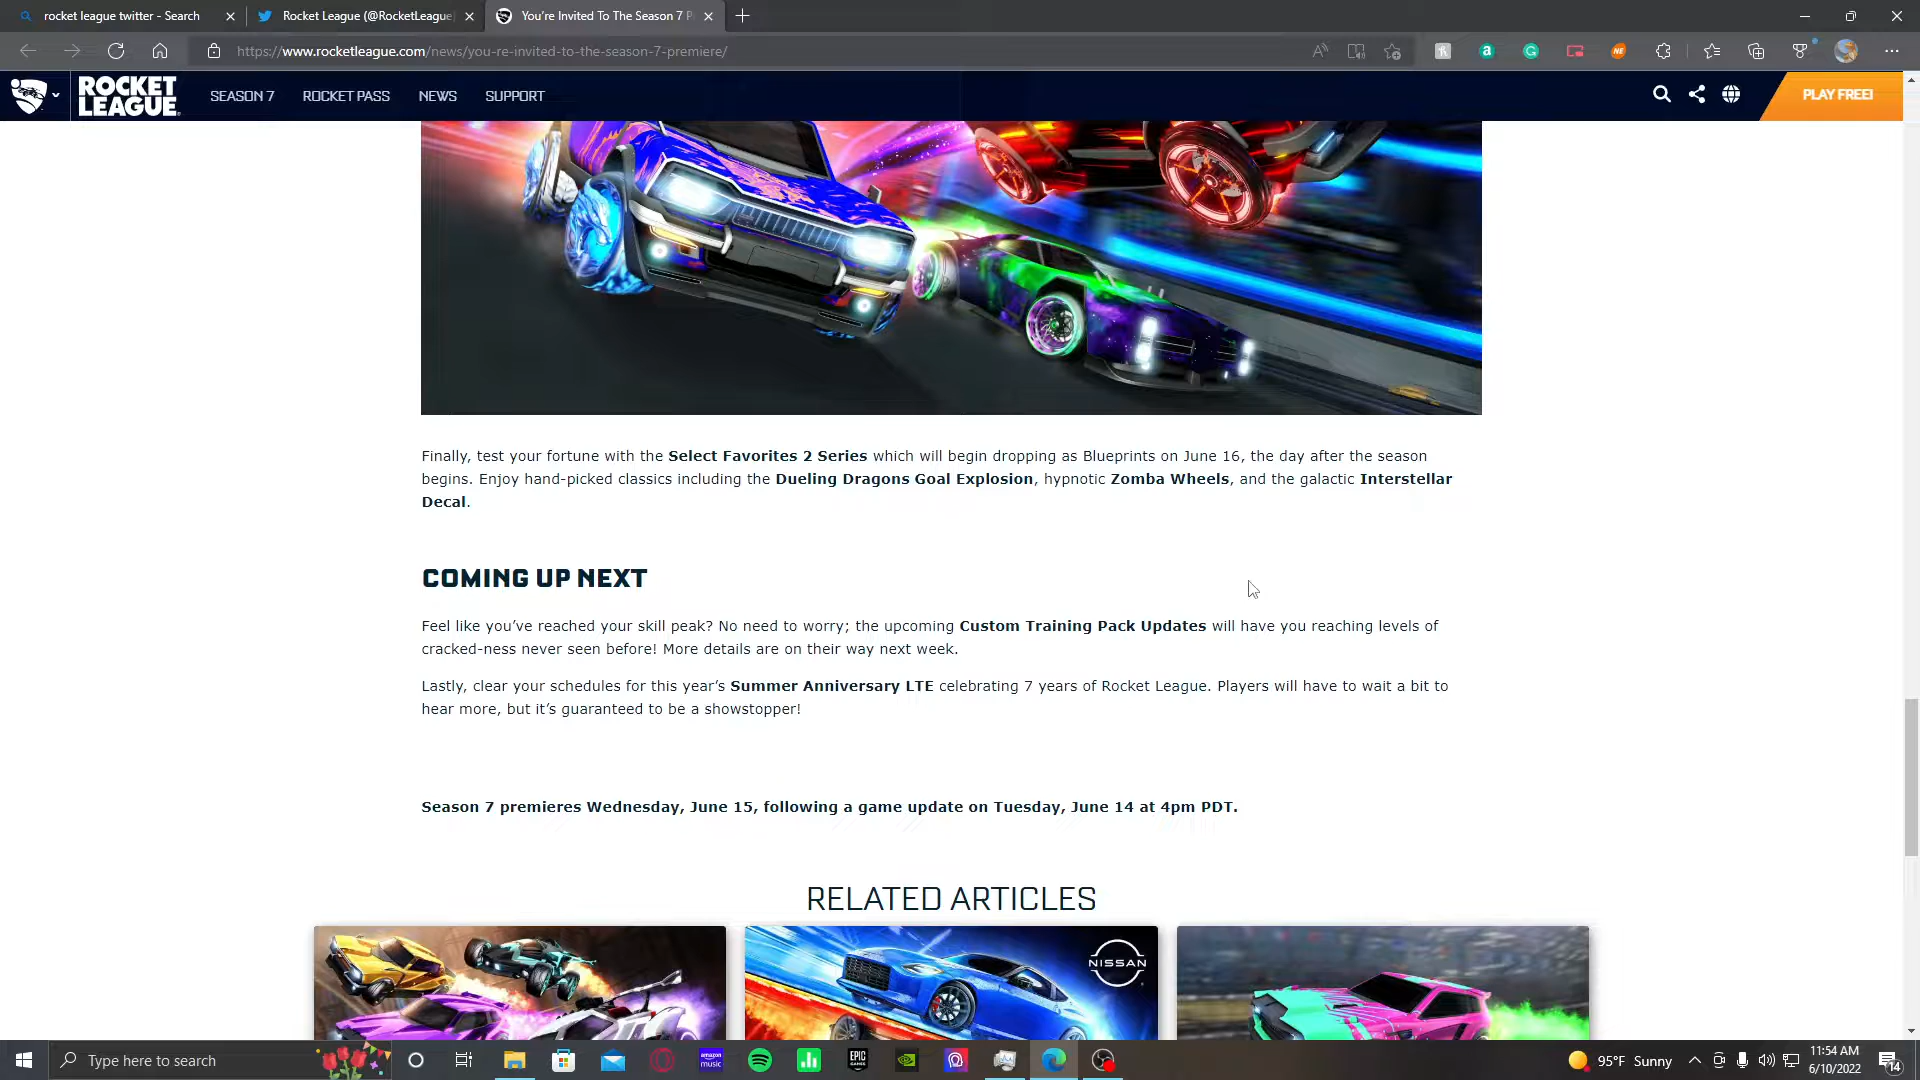 rocket league twitter - Search
Rocket League (@RocketLeague
You're Invited To The Season 7 P
https://www.rocketleague.com/news/you-re-invited-to-the-season-7-premiere/
ROCKET
LEAGUE
SEASON 7
ROCKET PASS
NEWS
SUPPORT
PLAY FREE!
Finally, test your fortune with the Select Favorites 2 Series which will begin dropping as Blueprints on June 16, the day after the season
begins. Enjoy hand-picked classics including the Dueling Dragons Goal Explosion, hypnotic Zomba Wheels, and the galactic Interstellar
Decal.
COMING UP NEXT
Feel like you’ve reached your skill peak? No need to worry; the upcoming Custom Training Pack Updates will have you reaching levels of
cracked-ness never seen before! More details are on their way next week.
Lastly, clear your schedules for this year’s Summer Anniversary LTE celebrating 7 years of Rocket League. Players will have to wait a bit to
hear more, but it’s guaranteed to be a showstopper!
Season 7 premieres Wednesday, June 15, following a game update on Tuesday, June 14 at 4pm PDT.
RELATED ARTICLES
NISSAN
Type here to search
amazon
music
EPIC
GAMES
95°F Sunny
11:54 AM
6/10/2022
14